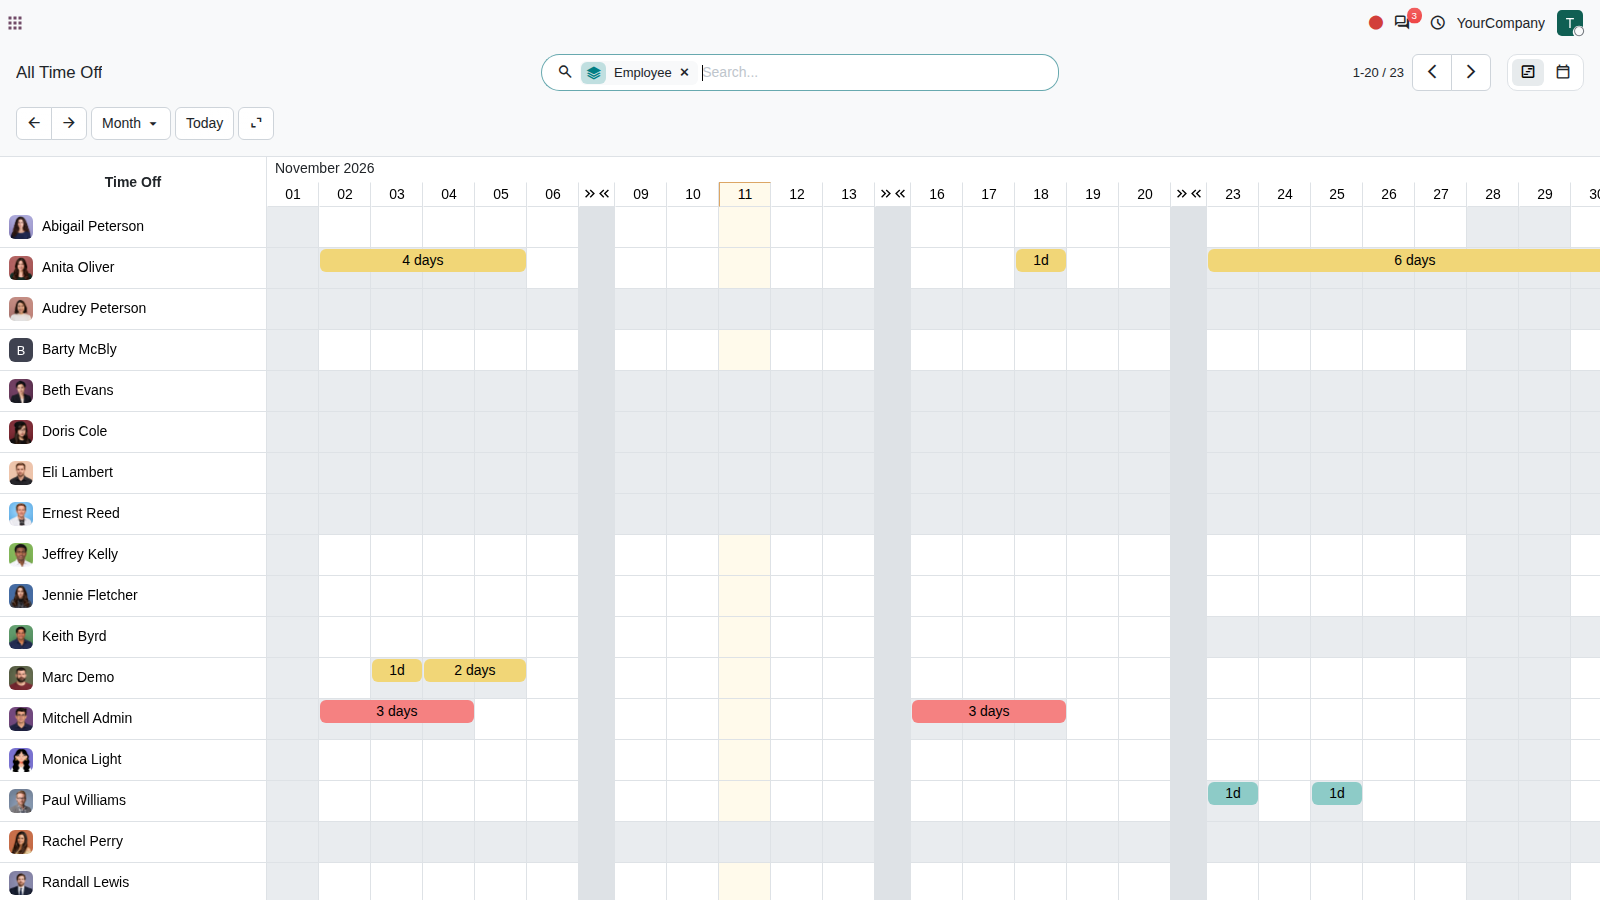 3
YourCompany
T
All Time Off
Employee
Search...
1-20 / 23
Month
Today
Time Off
November 2026
01 02 03 04 05 06 09 10 11 12 13 16 17 18 19 20 23 24 25 26 27 28 29 30
Abigail Peterson
Anita Oliver
4 days 1d 6 days
Audrey Peterson
B Barty McBly
Beth Evans
Doris Cole
Eli Lambert
Ernest Reed
Jeffrey Kelly
Jennie Fletcher
Keith Byrd
Marc Demo
1d 2 days
Mitchell Admin
3 days 3 days
Monica Light
Paul Williams
1d 1d
Rachel Perry
Randall Lewis